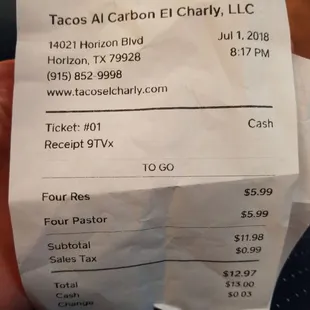 Tacos Al Carbon El Charly, LLC
14021 Horizon Blvd Jul 1, 2018
Horizon, TX 79928 8:17 PM
(915) 852-9998
www.tacoselcharly.com
Ticket: #01 Cash
Receipt 9TVx
TO GO
Four Res $5.99
Four Pastor $5.99
Subtotal $11.98
Sales Tax $0.99
Total $12.97
Cash $13.00
Change $0.03